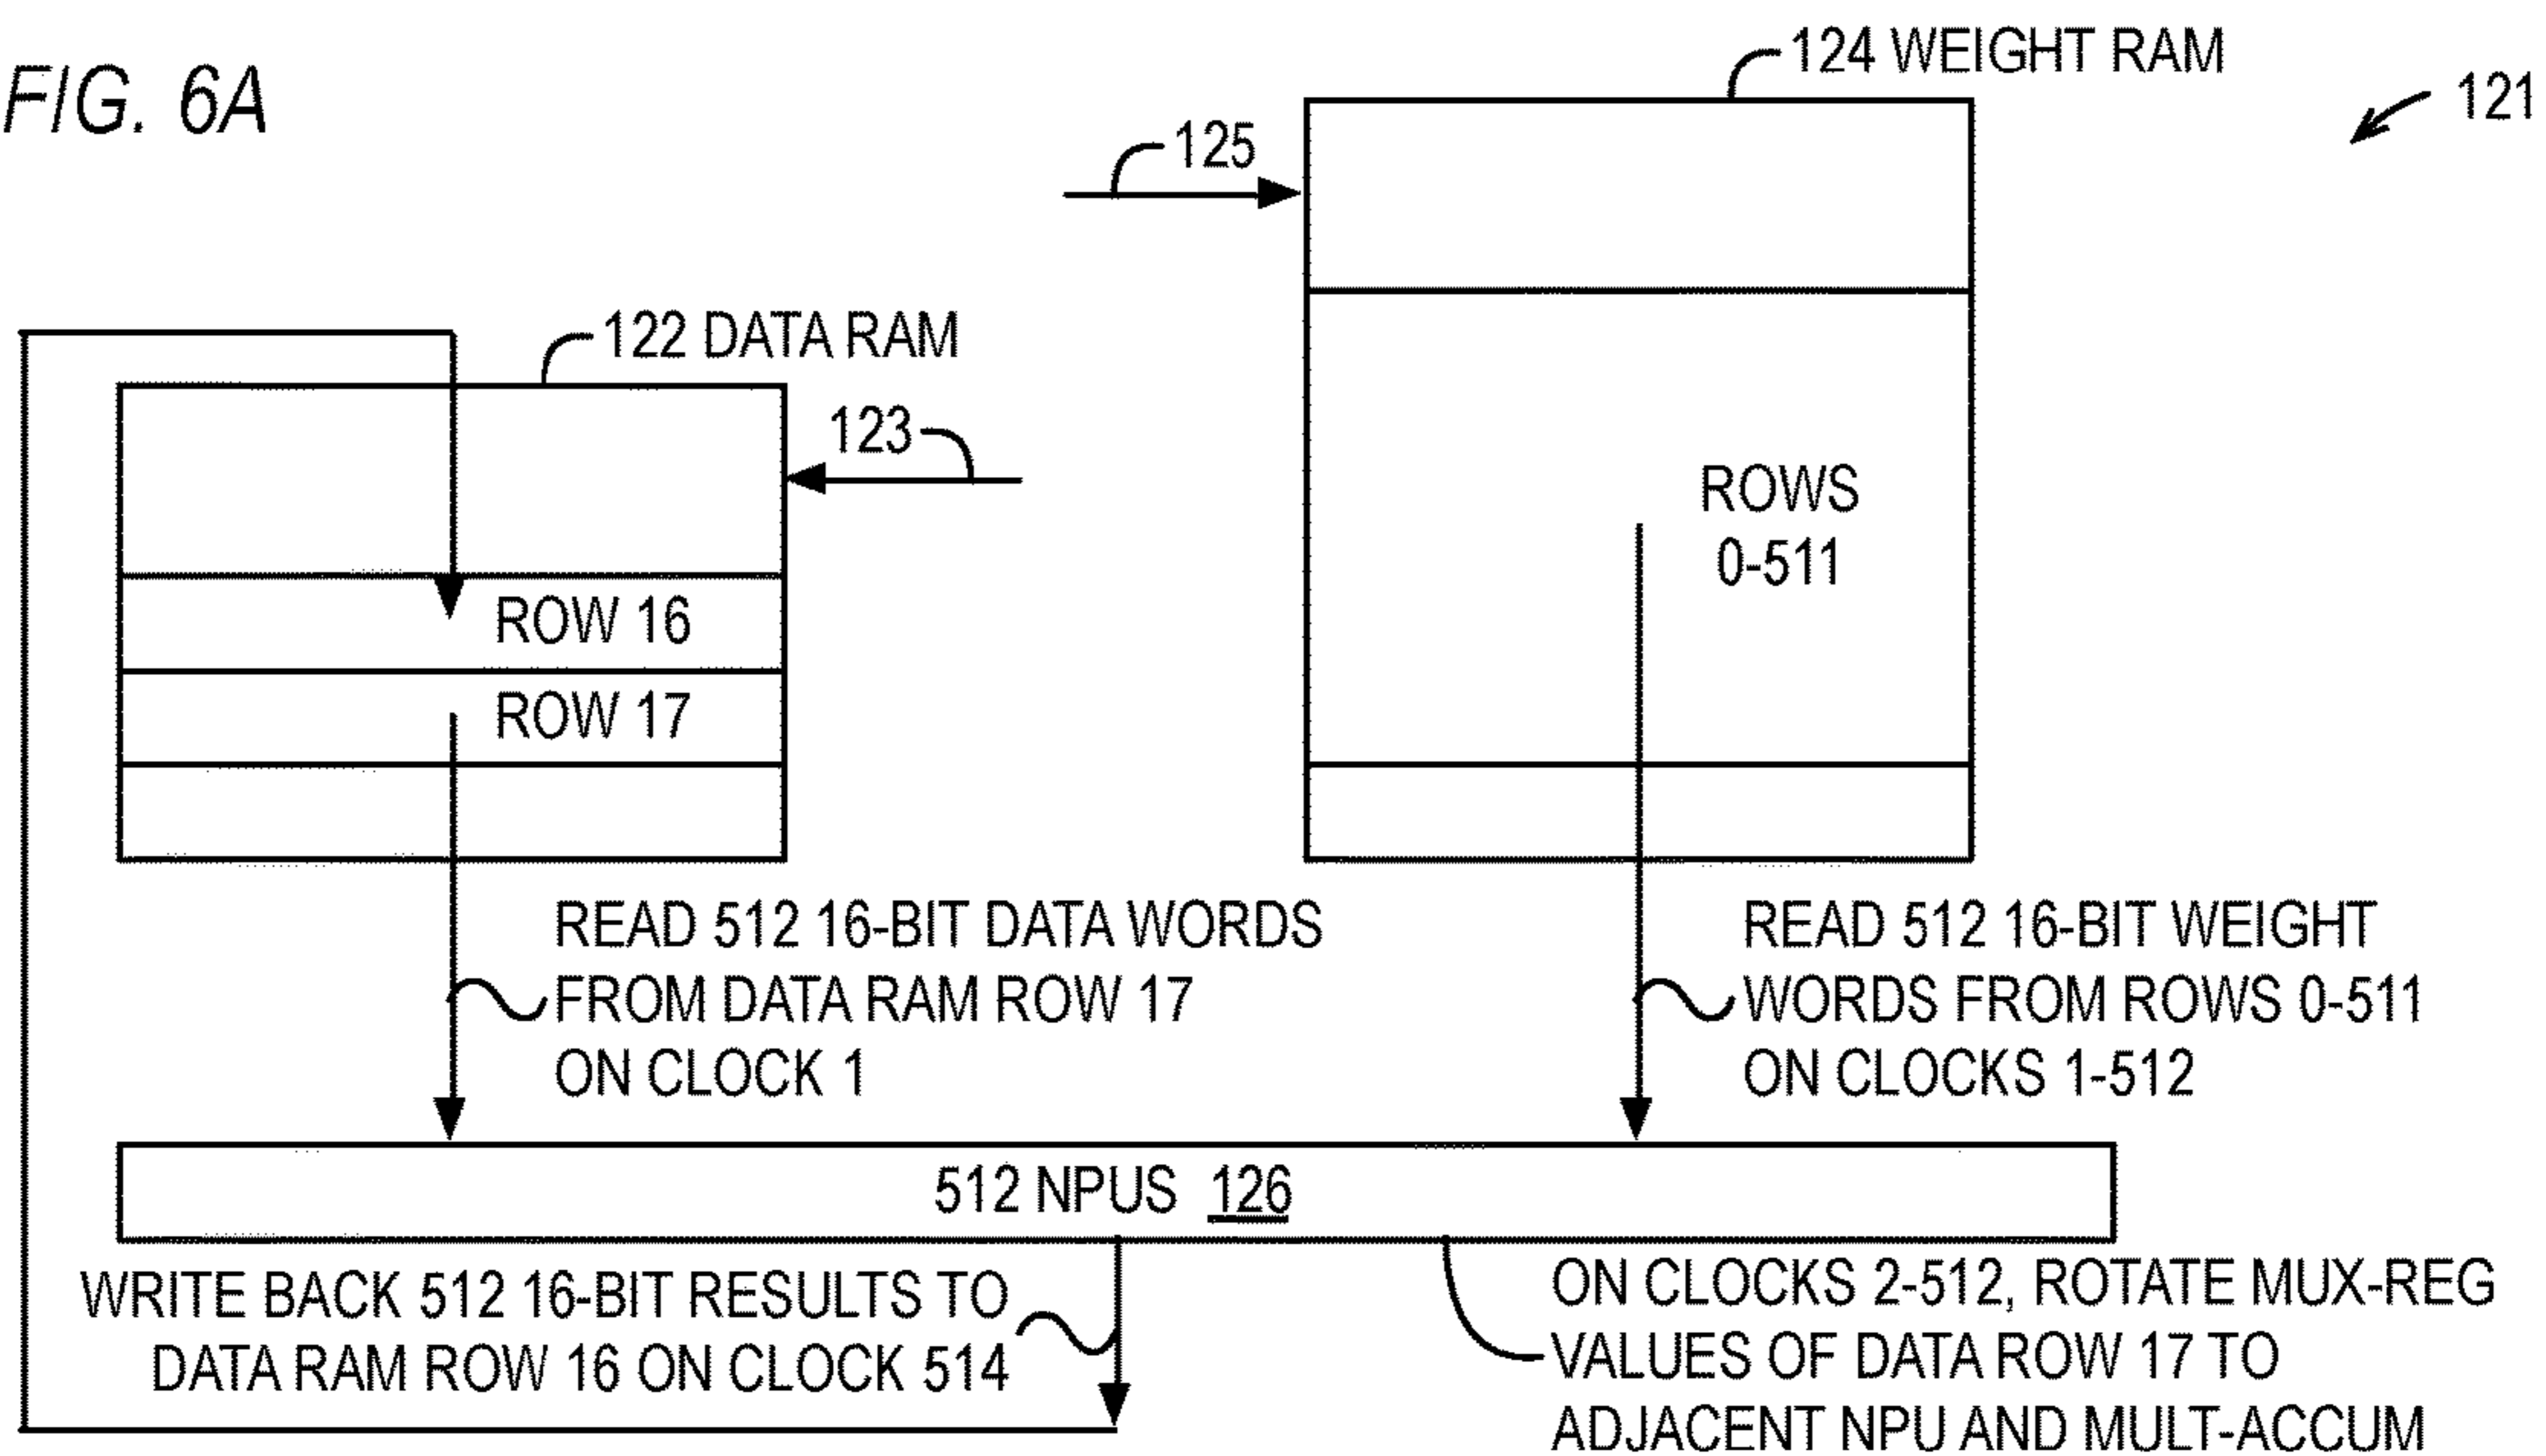 FIG. 6A
124 WEIGHT RAM
121
125
122 DATA RAM
123
ROWS
0-511
ROW 16
ROW 17
READ 512 16-BIT DATA WORDS
FROM DATA RAM ROW 17
ON CLOCK 1
READ 512 16-BIT WEIGHT
WORDS FROM ROWS 0-511
ON CLOCKS 1-512
512 NPUS 126
WRITE BACK 512 16-BIT RESULTS TO
DATA RAM ROW 16 ON CLOCK 514
ON CLOCKS 2-512, ROTATE MUX-REG
VALUES OF DATA ROW 17 TO
ADJACENT NPU AND MULT-ACCUM